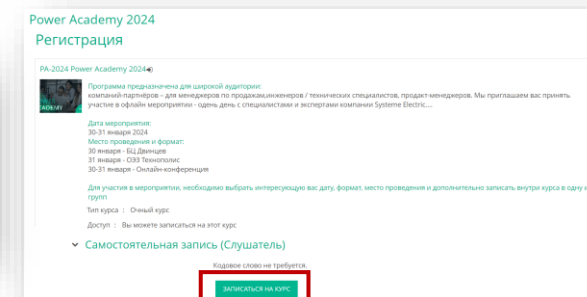 Power Academy 2024
Регистрация
PA-2024 Power Academy 2024
ADEMY
Программа предназначена для широкой аудитории:
компаний-партнёров – для менеджеров по продажам,инженеров / технических специалистов, продакт-менеджеров. Мы приглашаем вас принять
участие в офлайн мероприятии - одень день с специалистами и экспертами компании Systeme Electric,...
Дата мероприятия:
30-31 января 2024
Место проведения и формат:
30 января - БЦ Двинцев
31 января - ОЭЗ Технополис
30-31 января - Онлайн-конференция
Для участия в мероприятии, необходимо выбрать интересующую вас дату, формат, место проведения и дополнительно записать внутри курса в одну и
групп
Тип курса : Очный курс
Доступ : Вы можете записаться на этот курс
Самостоятельная запись (Слушатель)
Кодовое слово не требуется.
ЗАПИСАТЬСЯ НА КУРС